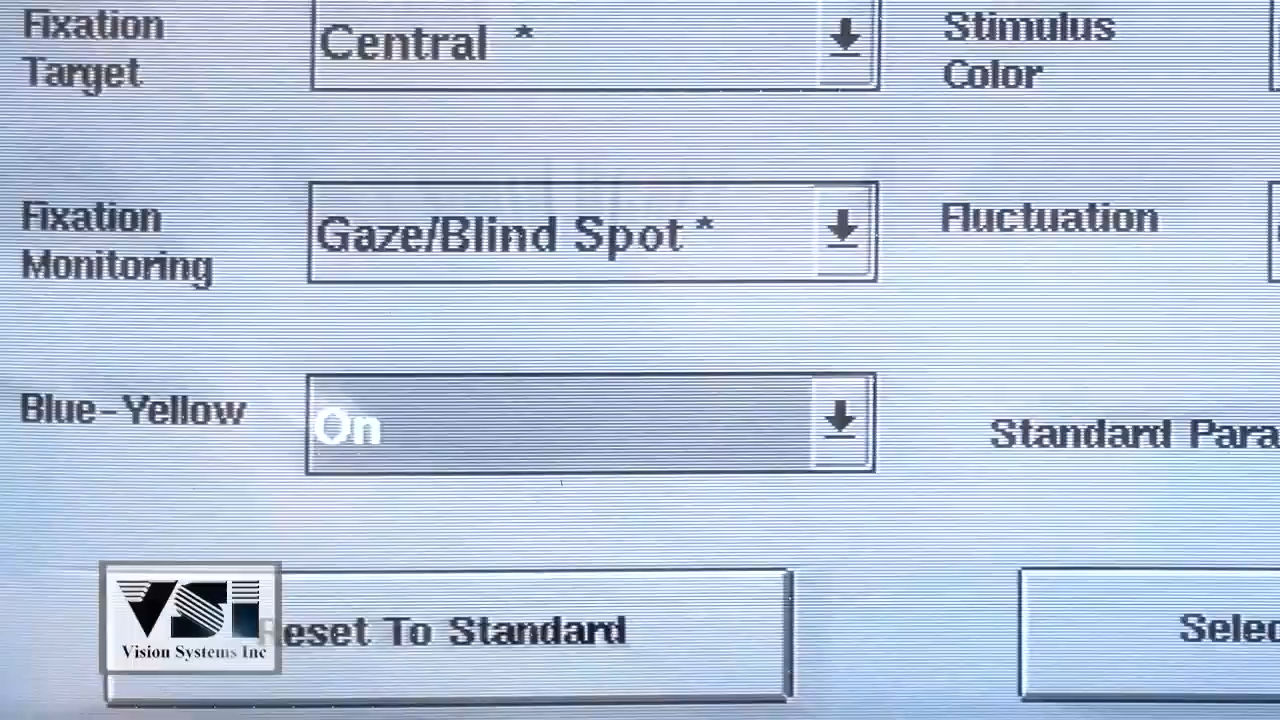 Fixation
Target
Central *
Stimulus
Color
Fixation
Monitoring
Gaze/Blind Spot *
Fluctuation
Blue-Yellow
On
Standard Para
Reset To Standard
Selec
VSI
Vision Systems Inc